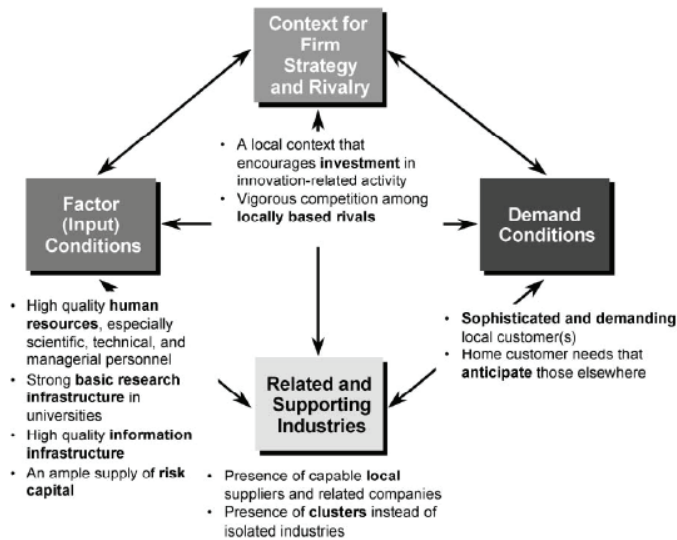 Context for
Firm
Strategy
and Rivalry
• A local context that
encourages investment in
innovation-related activity
• Vigorous competition among
locally based rivals
Factor
(Input)
Conditions
Demand
Conditions
• High quality human
resources, especially
scientific, technical, and
managerial personnel
• Strong basic research
infrastructure in
universities
• High quality information
infrastructure
• An ample supply of risk
capital
• Sophisticated and demanding
local customer(s)
• Home customer needs that
anticipate those elsewhere
Related and
Supporting
Industries
• Presence of capable local
suppliers and related companies
• Presence of clusters instead of
isolated industries